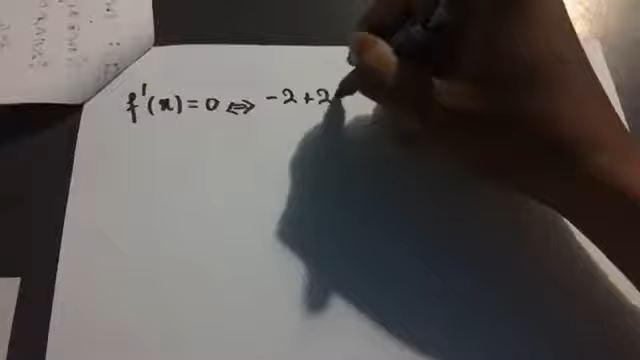 f'(x) = 0 ⇔ -2 + 2